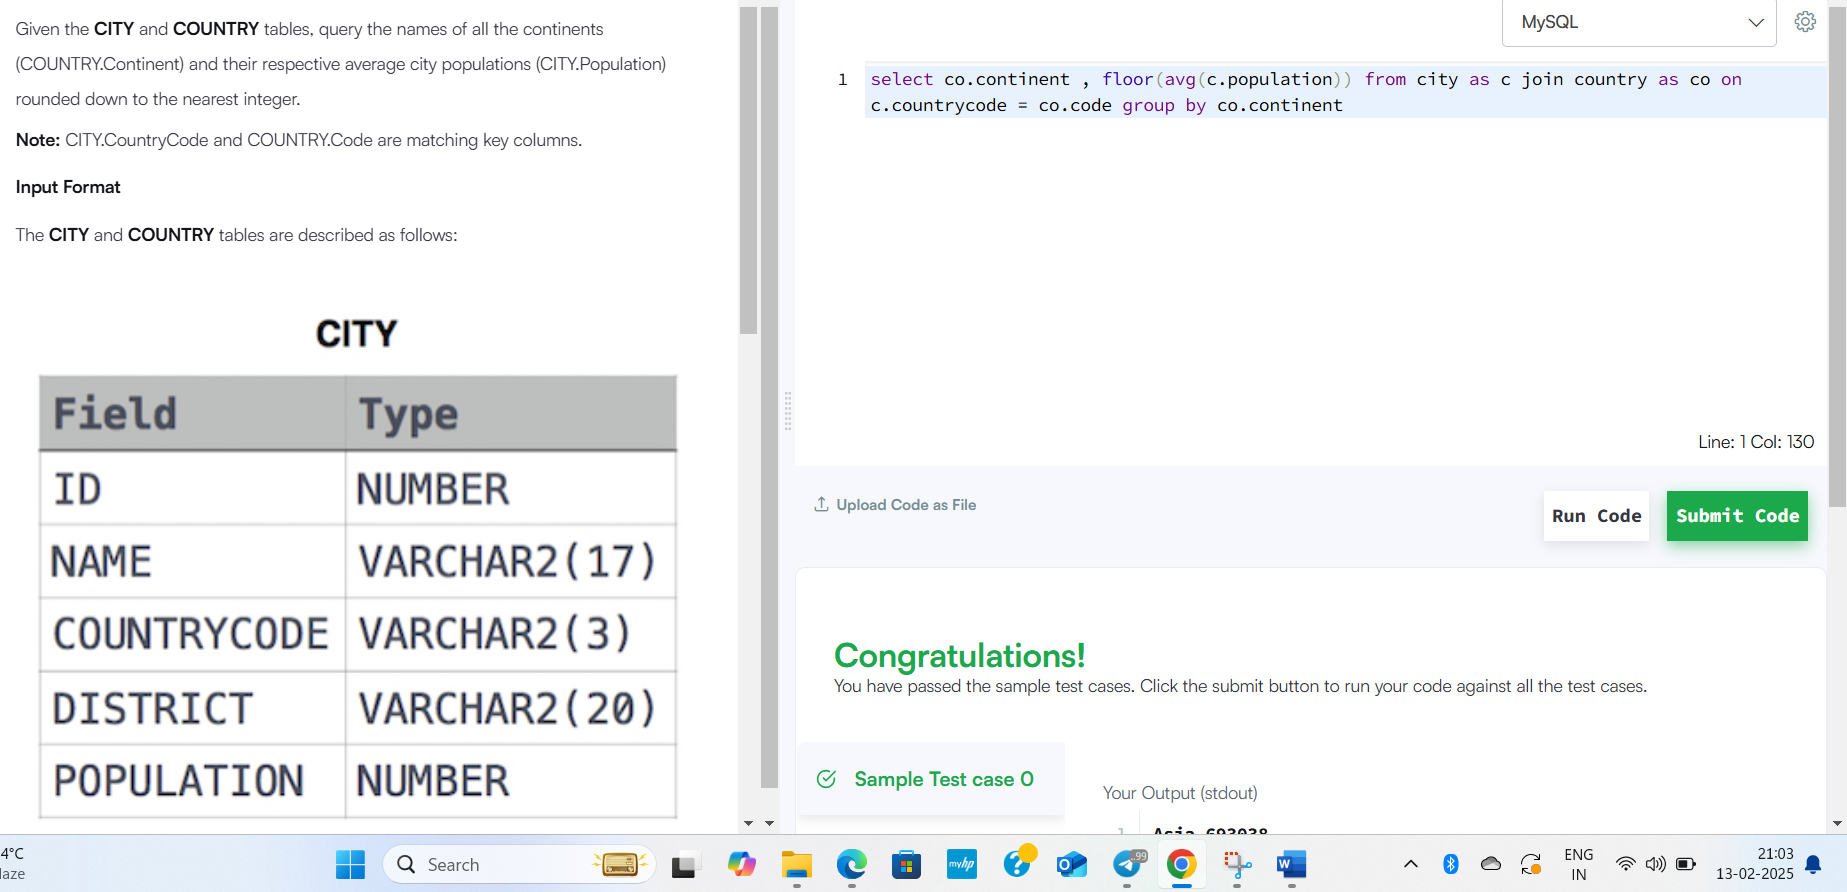 Given the CITY and COUNTRY tables, query the names of all the continents
(COUNTRY.Continent) and their respective average city populations (CITY.Population)
rounded down to the nearest integer.
Note: CITY.CountryCode and COUNTRY.Code are matching key columns.
Input Format
The CITY and COUNTRY tables are described as follows:
CITY
Field Type
ID NUMBER
NAME VARCHAR2(17)
COUNTRYCODE VARCHAR2(3)
DISTRICT VARCHAR2(20)
POPULATION NUMBER
MySQL
1 select co.continent , floor(avg(c.population)) from city as c join country as co on
c.countrycode = co.code group by co.continent
Line: 1 Col: 130
Upload Code as File
Run Code
Submit Code
Congratulations!
You have passed the sample test cases. Click the submit button to run your code against all the test cases.
Sample Test case 0
Your Output (stdout)
1 Asia 693038
4°C
laze
Search
myhp
.99
ENG
IN
21:03
13-02-2025